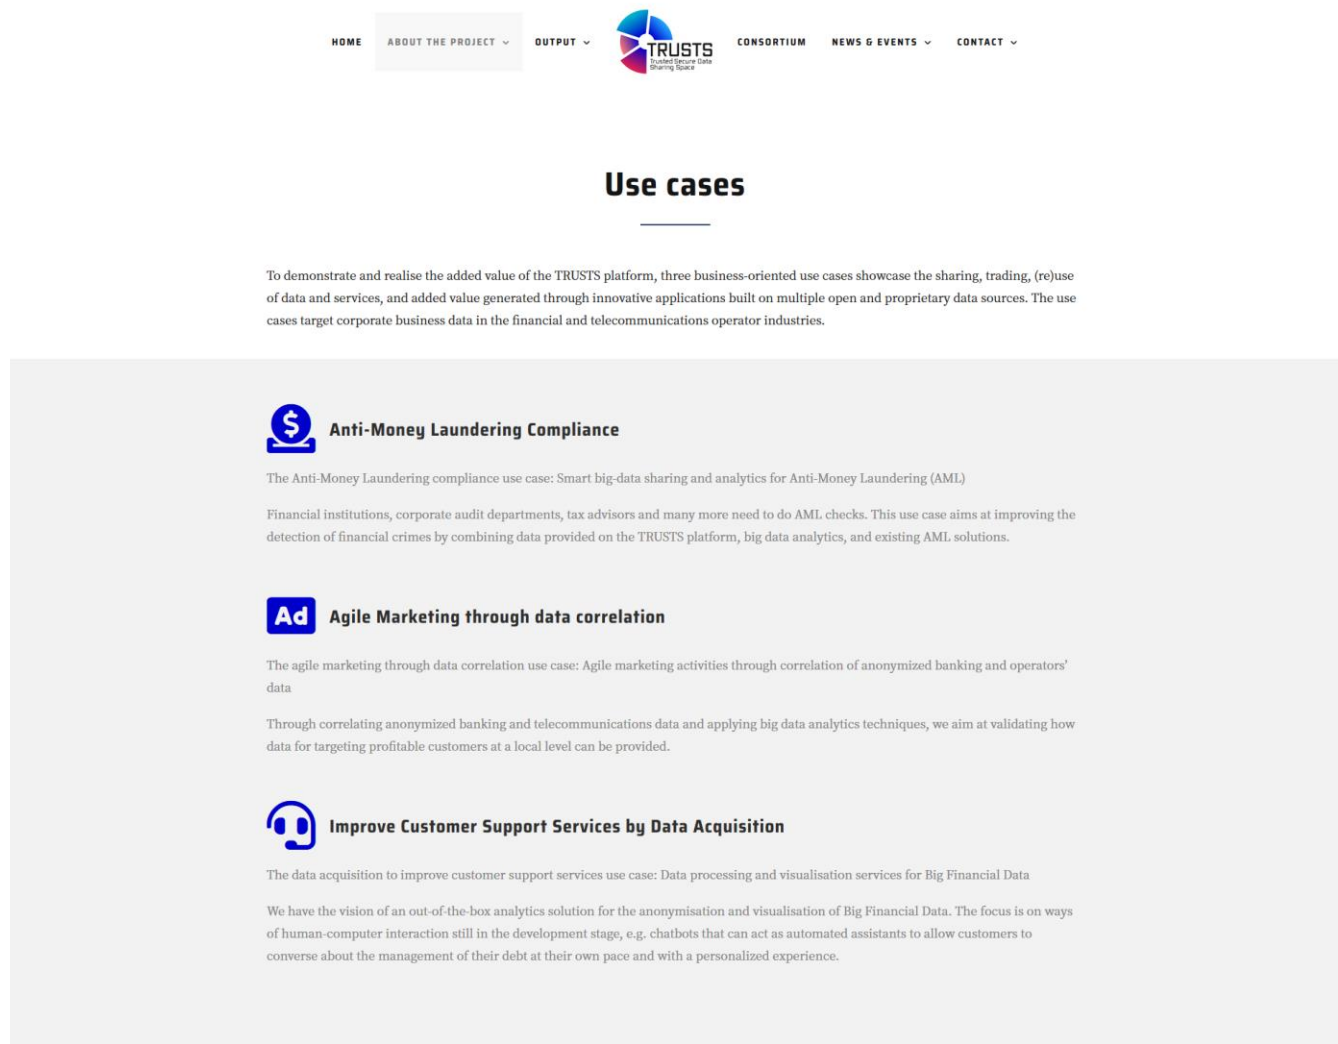 HOME
ABOUT THE PROJECT
OUTPUT
TRUSTS
Trusted Secure Data
Sharing Space
CONSORTIUM
NEWS & EVENTS
CONTACT
Use cases
To demonstrate and realise the added value of the TRUSTS platform, three business-oriented use cases showcase the sharing, trading, (re)use
of data and services, and added value generated through innovative applications built on multiple open and proprietary data sources. The use
cases target corporate business data in the financial and telecommunications operator industries.
$
Anti-Money Laundering Compliance
The Anti-Money Laundering compliance use case: Smart big-data sharing and analytics for Anti-Money Laundering (AML)
Financial institutions, corporate audit departments, tax advisors and many more need to do AML checks. This use case aims at improving the
detection of financial crimes by combining data provided on the TRUSTS platform, big data analytics, and existing AML solutions.
Ad
Agile Marketing through data correlation
The agile marketing through data correlation use case: Agile marketing activities through correlation of anonymized banking and operators'
data
Through correlating anonymized banking and telecommunications data and applying big data analytics techniques, we aim at validating how
data for targeting profitable customers at a local level can be provided.
Improve Customer Support Services by Data Acquisition
The data acquisition to improve customer support services use case: Data processing and visualisation services for Big Financial Data
We have the vision of an out-of-the-box analytics solution for the anonymisation and visualisation of Big Financial Data. The focus is on ways
of human-computer interaction still in the development stage, e.g. chatbots that can act as automated assistants to allow customers to
converse about the management of their debt at their own pace and with a personalized experience.